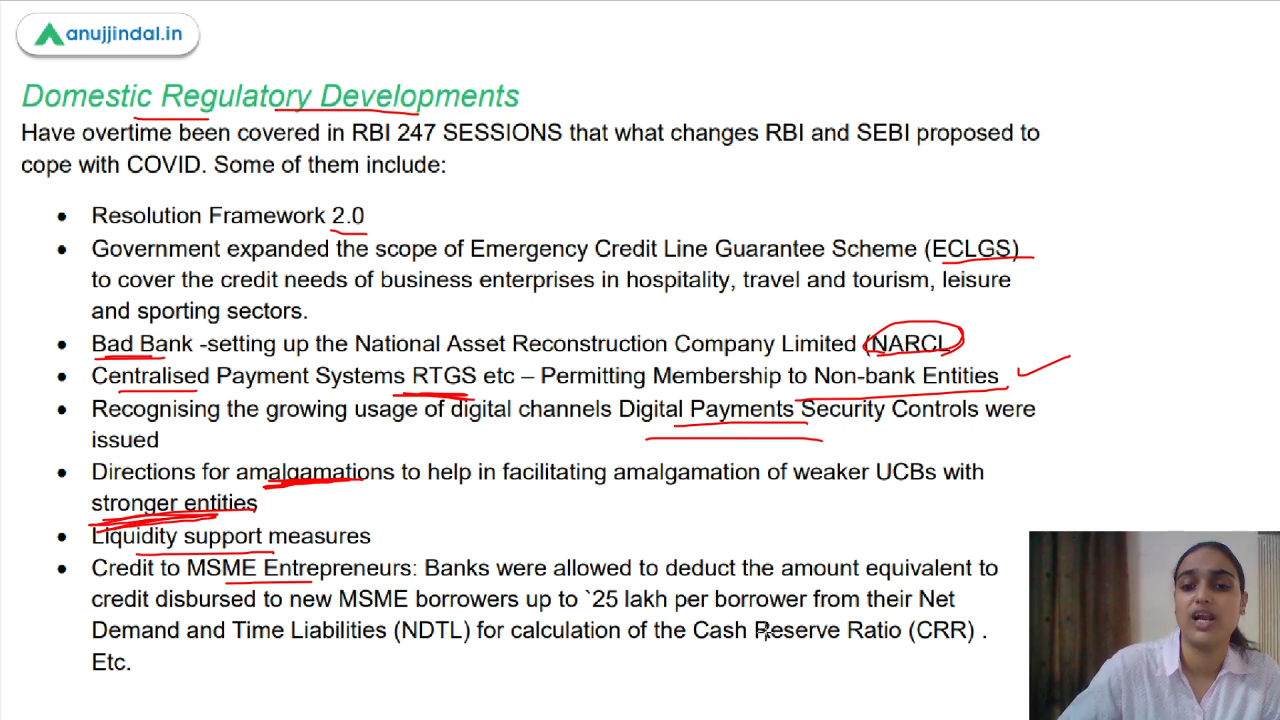 anujjindal.in
Domestic Regulatory Developments
Have overtime been covered in RBI 247 SESSIONS that what changes RBI and SEBI proposed to
cope with COVID. Some of them include:
• Resolution Framework 2.0
• Government expanded the scope of Emergency Credit Line Guarantee Scheme (ECLGS)
to cover the credit needs of business enterprises in hospitality, travel and tourism, leisure
and sporting sectors.
• Bad Bank -setting up the National Asset Reconstruction Company Limited (NARCL
• Centralised Payment Systems RTGS etc – Permitting Membership to Non-bank Entities
• Recognising the growing usage of digital channels Digital Payments Security Controls were
issued
• Directions for amalgamations to help in facilitating amalgamation of weaker UCBs with
stronger entities
• Liquidity support measures
• Credit to MSME Entrepreneurs: Banks were allowed to deduct the amount equivalent to
credit disbursed to new MSME borrowers up to `25 lakh per borrower from their Net
Demand and Time Liabilities (NDTL) for calculation of the Cash Reserve Ratio (CRR) .
Etc.